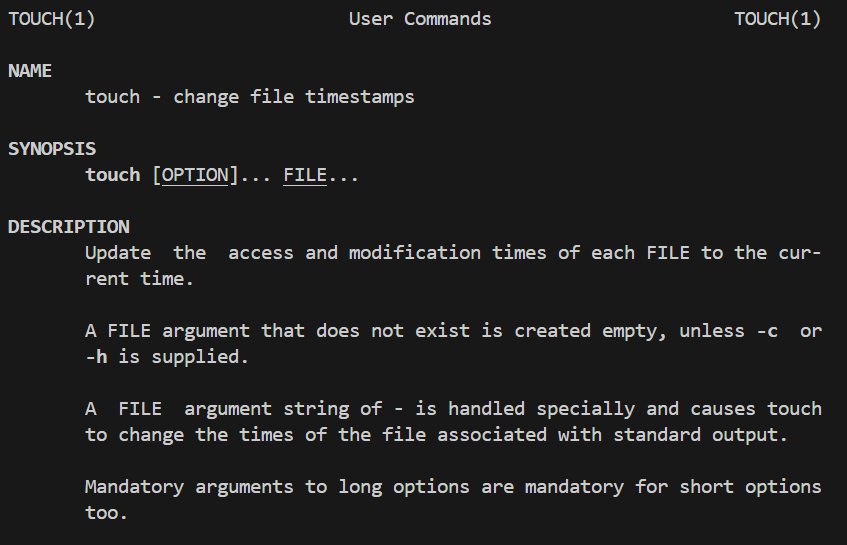 TOUCH(1)                       User Commands                      TOUCH(1)
NAME
       touch - change file timestamps
SYNOPSIS
       touch [OPTION]... FILE...
DESCRIPTION
       Update  the  access and modification times of each FILE to the cur-
       rent time.
       A FILE argument that does not exist is created empty, unless -c  or
       -h is supplied.
       A  FILE  argument string of - is handled specially and causes touch
       to change the times of the file associated with standard output.
       Mandatory arguments to long options are mandatory for short options
       too.